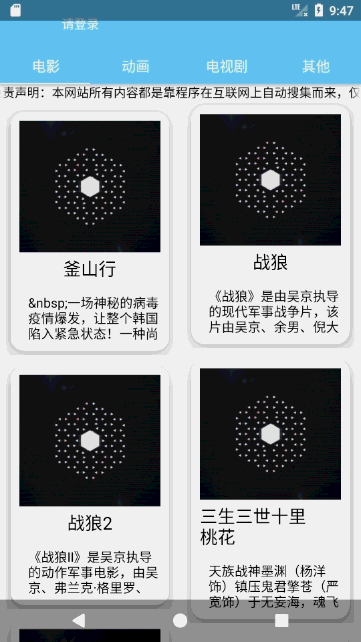 9:47
请登录
电影
动画
电视剧
其他
责声明：本网站所有内容都是靠程序在互联网上自动搜集而来，仅
釜山行
&nbsp;一场神秘的病毒
疫情爆发，让整个韩国
陷入紧急状态！一种尚
战狼
《战狼》是由吴京执导
的现代军事战争片，该
片由吴京、余男、倪大
战狼2
《战狼II》是吴京执导
的动作军事电影，由吴
京、弗兰克·格里罗、
三生三世十里
桃花
天族战神墨渊（杨洋
饰）镇压鬼君擎苍（严
宽饰）于无妄海，魂飞